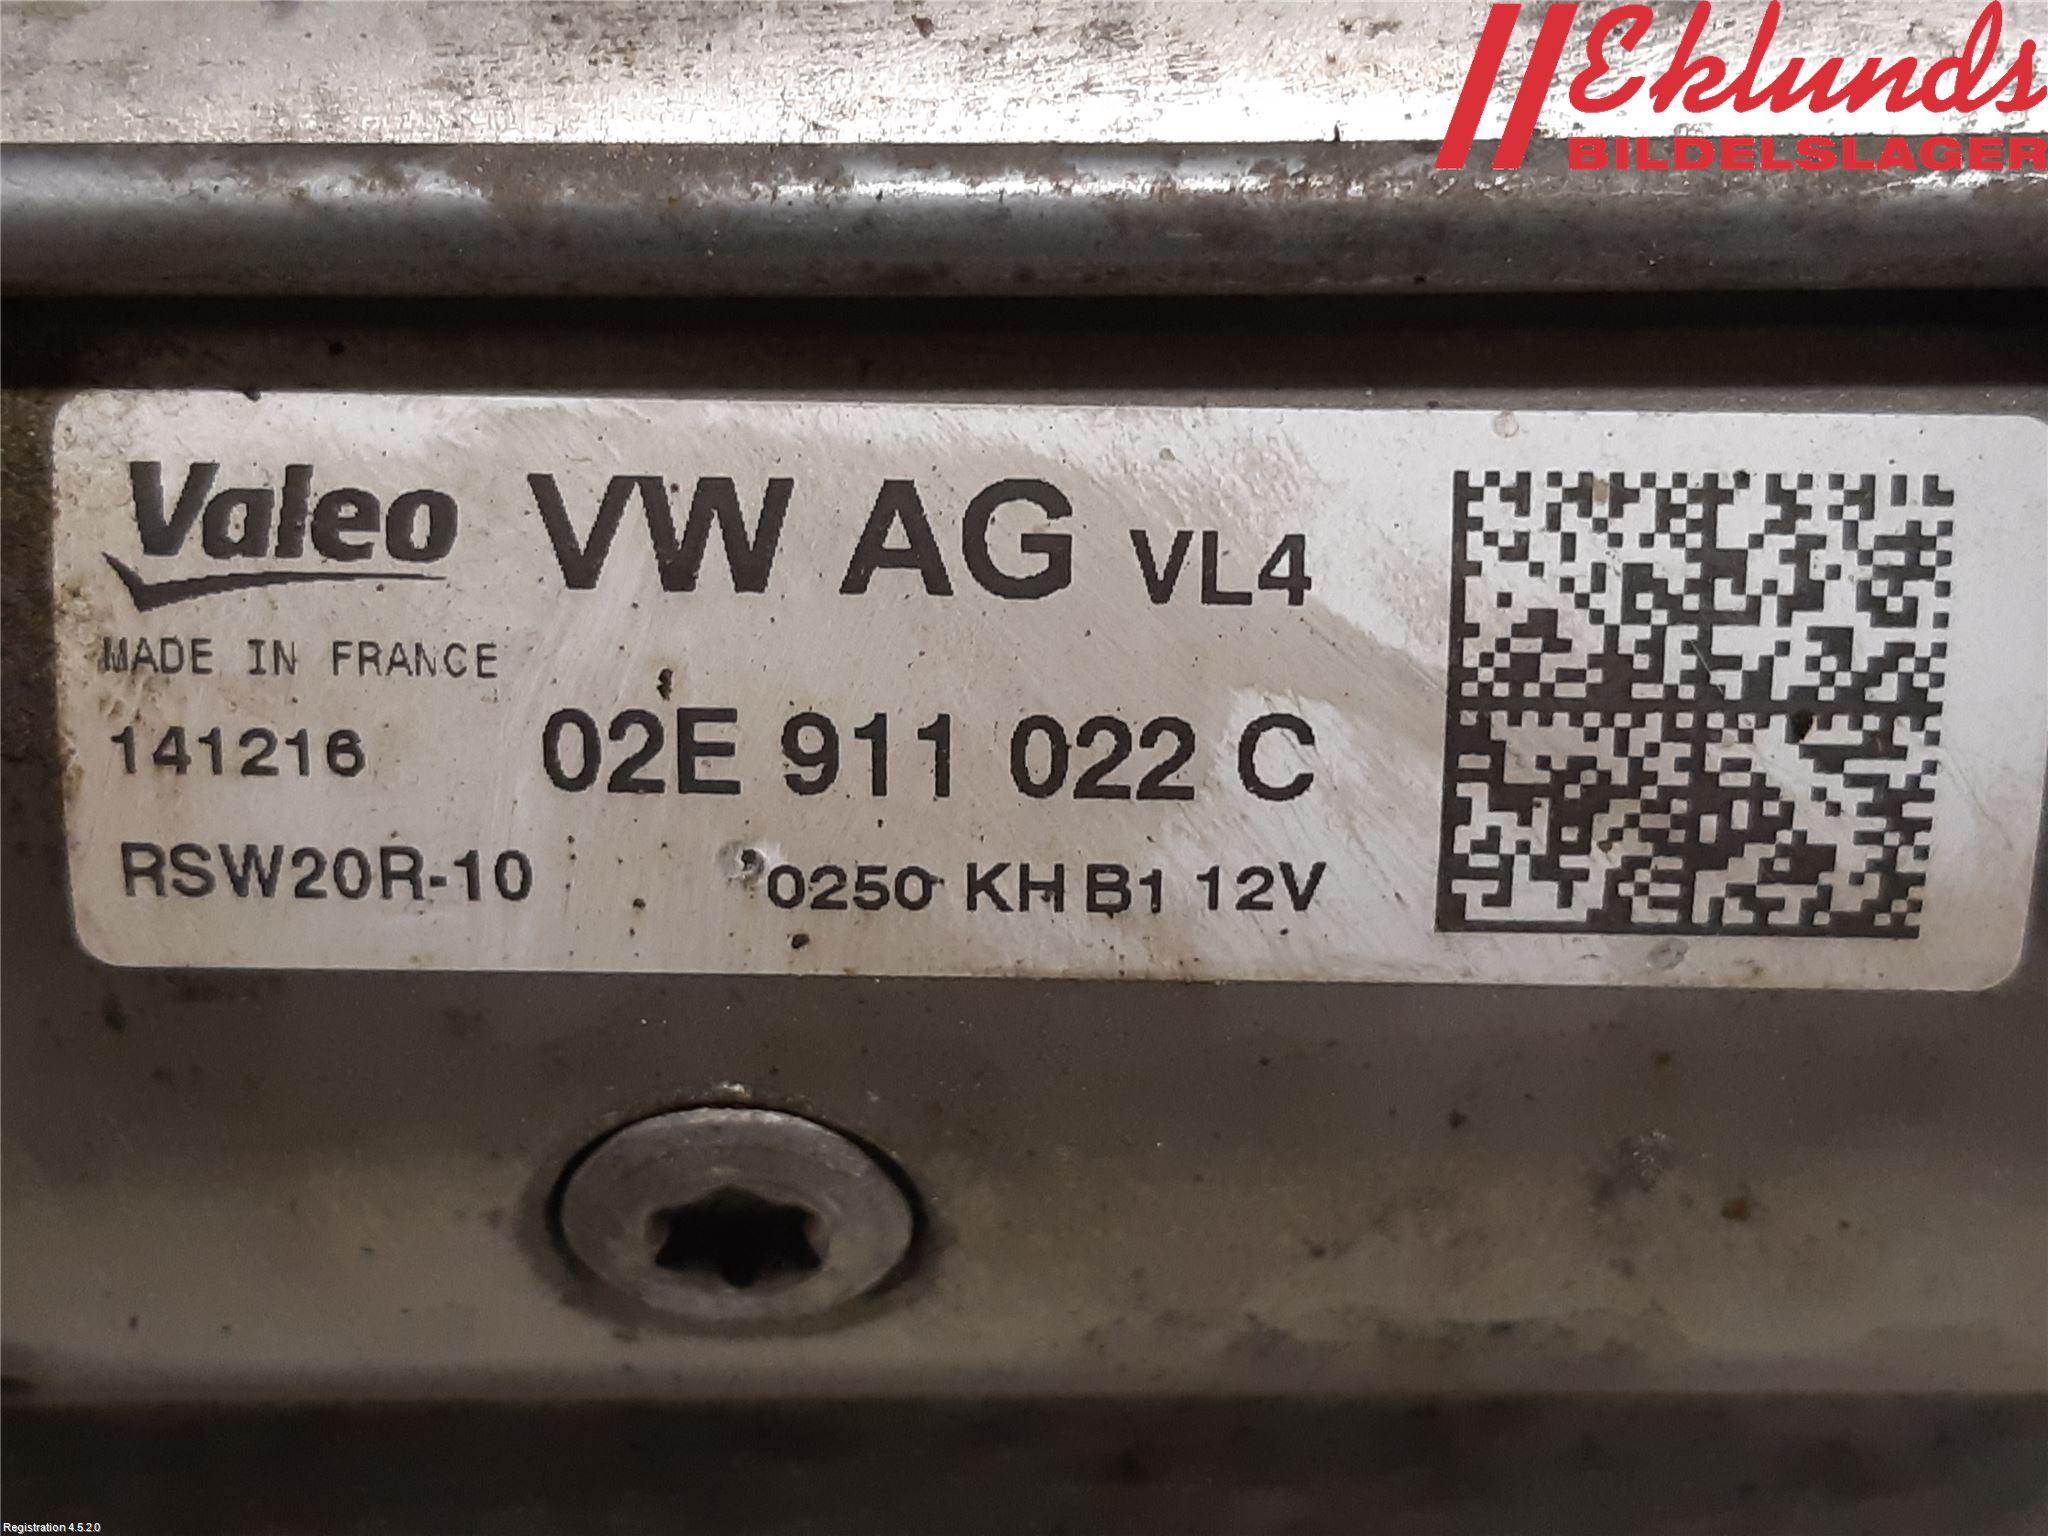 Eklunds
BILDELSLAGER
Valeo VW AG VL4
MADE IN FRANCE
141216 02E 911 022 C
RSW20R-10 0250 KH B1 12V
Registration 4.5.2.0